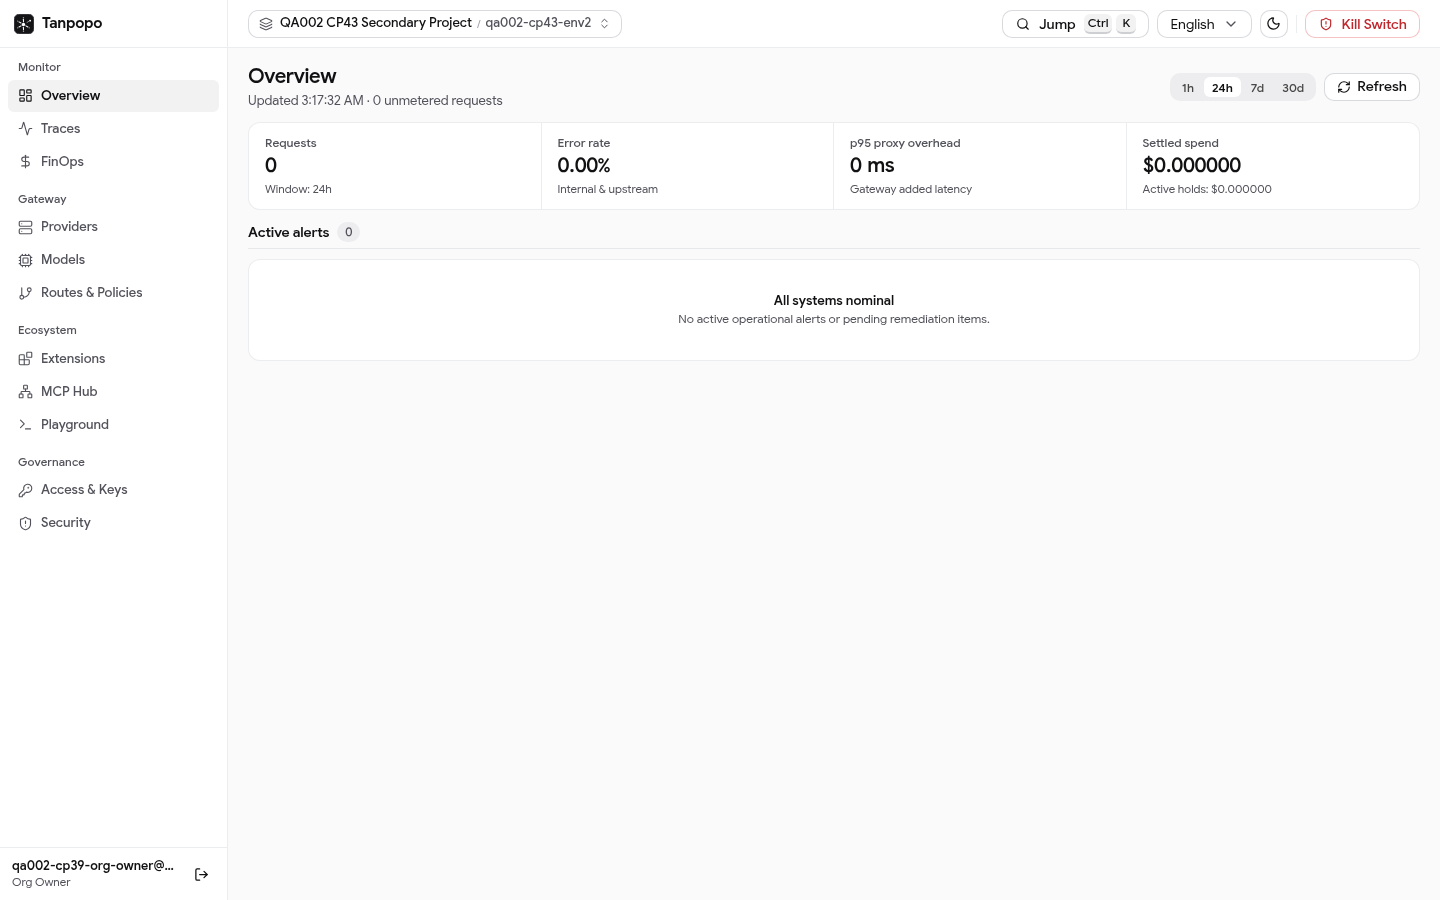 Tanpopo
QA002 CP43 Secondary Project / qa002-cp43-env2
Jump Ctrl K
English
Kill Switch
Monitor
Overview
Traces
FinOps
Gateway
Providers
Models
Routes & Policies
Ecosystem
Extensions
MCP Hub
Playground
Governance
Access & Keys
Security
qa002-cp39-org-owner@...
Org Owner
Overview
Updated 3:17:32 AM · 0 unmetered requests
1h 24h 7d 30d
Refresh
Requests
0
Window: 24h
Error rate
0.00%
Internal & upstream
p95 proxy overhead
0 ms
Gateway added latency
Settled spend
$0.000000
Active holds: $0.000000
Active alerts 0
All systems nominal
No active operational alerts or pending remediation items.